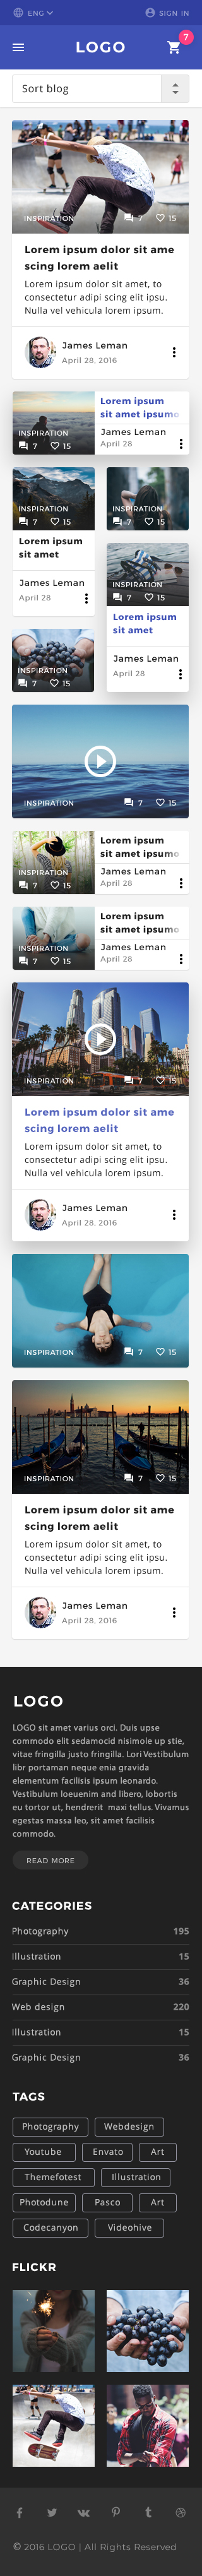 ENG SIGN IN
LOGO 7
Sort blog
INSPIRATION 7 15
Lorem ipsum dolor sit ame
scing lorem aelit
Lorem ipsum dolor sit amet, to
consectetur adipi scing elit ipsu.
Nulla vel vehicula lorem ipsum.
James Leman
April 28, 2016
INSPIRATION
7 15
Lorem ipsum
sit amet ipsumo
James Leman
April 28
INSPIRATION
7 15
Lorem ipsum
sit amet
James Leman
April 28
INSPIRATION
7 15
INSPIRATION
7 15
Lorem ipsum
sit amet
James Leman
April 28
INSPIRATION
7 15
INSPIRATION 7 15
INSPIRATION
7 15
Lorem ipsum
sit amet ipsumo
James Leman
April 28
INSPIRATION
7 15
Lorem ipsum
sit amet ipsumo
James Leman
April 28
INSPIRATION 7 15
Lorem ipsum dolor sit ame
scing lorem aelit
Lorem ipsum dolor sit amet, to
consectetur adipi scing elit ipsu.
Nulla vel vehicula lorem ipsum.
James Leman
April 28, 2016
INSPIRATION 7 15
INSPIRATION 7 15
Lorem ipsum dolor sit ame
scing lorem aelit
Lorem ipsum dolor sit amet, to
consectetur adipi scing elit ipsu.
Nulla vel vehicula lorem ipsum.
James Leman
April 28, 2016
LOGO
LOGO sit amet varius orci. Duis upse
commodo elit sedamcold nisimole up stie,
vitae fringilla justo fringilla. Lori Vestibulum
libr portaman neque enia gravida
elementum facilisis ipsum leonardo.
Vestibulum loeuenim and libero, lobortis
eu tortor ut, hendrerit maxi tellus. Vivamus
egestas massa leo, sit amet facilisis
commodo.
READ MORE
CATEGORIES
Photography 195
Illustration 15
Graphic Design 36
Web design 220
Illustration 15
Graphic Design 36
TAGS
Photography Webdesign
Youtube Envato Art
Themefotest Illustration
Photodune Pasco Art
Codecanyon Videohive
FLICKR
© 2016 LOGO | All Rights Reserved